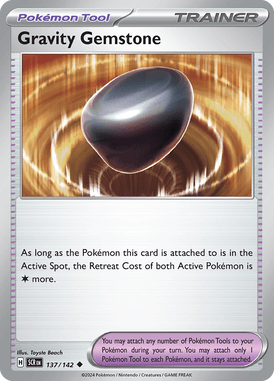 Pokémon Tool
TRAINER
Gravity Gemstone
As long as the Pokémon this card is attached to is in the
Active Spot, the Retreat Cost of both Active Pokémon is
more.
Illus. Toyste Beach
H SCR EN 137/142
You may attach any number of Pokémon Tools to your
Pokémon during your turn. You may attach only 1
Pokémon Tool to each Pokémon, and it stays attached.
©2024 Pokémon / Nintendo / Creatures / GAME FREAK